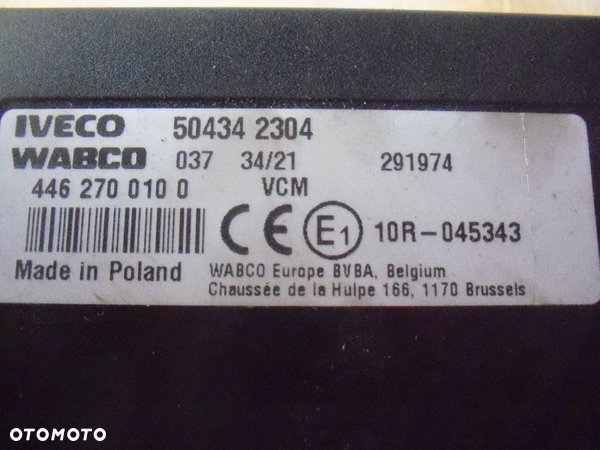 IVECO 50434 2304
WABCO 037 34/21 291974
446 270 010 0 VCM
CE E1 10R-045343
Made in Poland
WABCO Europe BVBA, Belgium
Chaussée de la Hulpe 166, 1170 Brussels
OTOMOTO